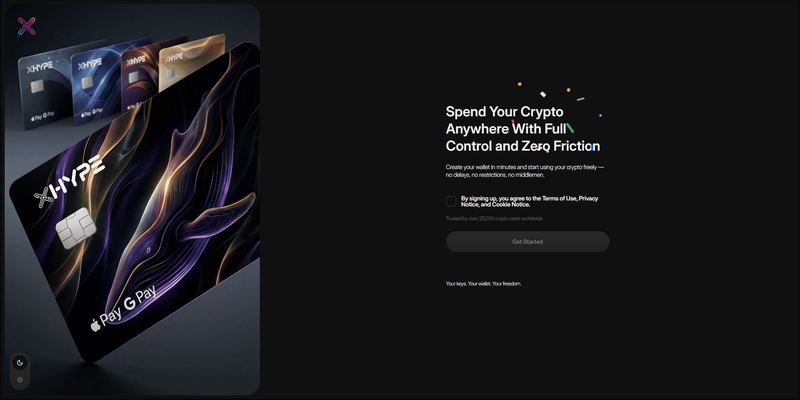 XHYPE
XHYPE
XHYPE
XHYPE
Pay G Pay
Pay G Pay
Pay G Pay
XHYPE
Pay G Pay
Spend Your Crypto
Anywhere With Full
Control and Zero Friction
Create your wallet in minutes and start using your crypto freely —
no delays, no restrictions, no middlemen.
By signing up, you agree to the Terms of Use, Privacy
Notice, and Cookie Notice.
Trusted by over 20,000 crypto users worldwide
Get Started
Your keys. Your wallet. Your freedom.